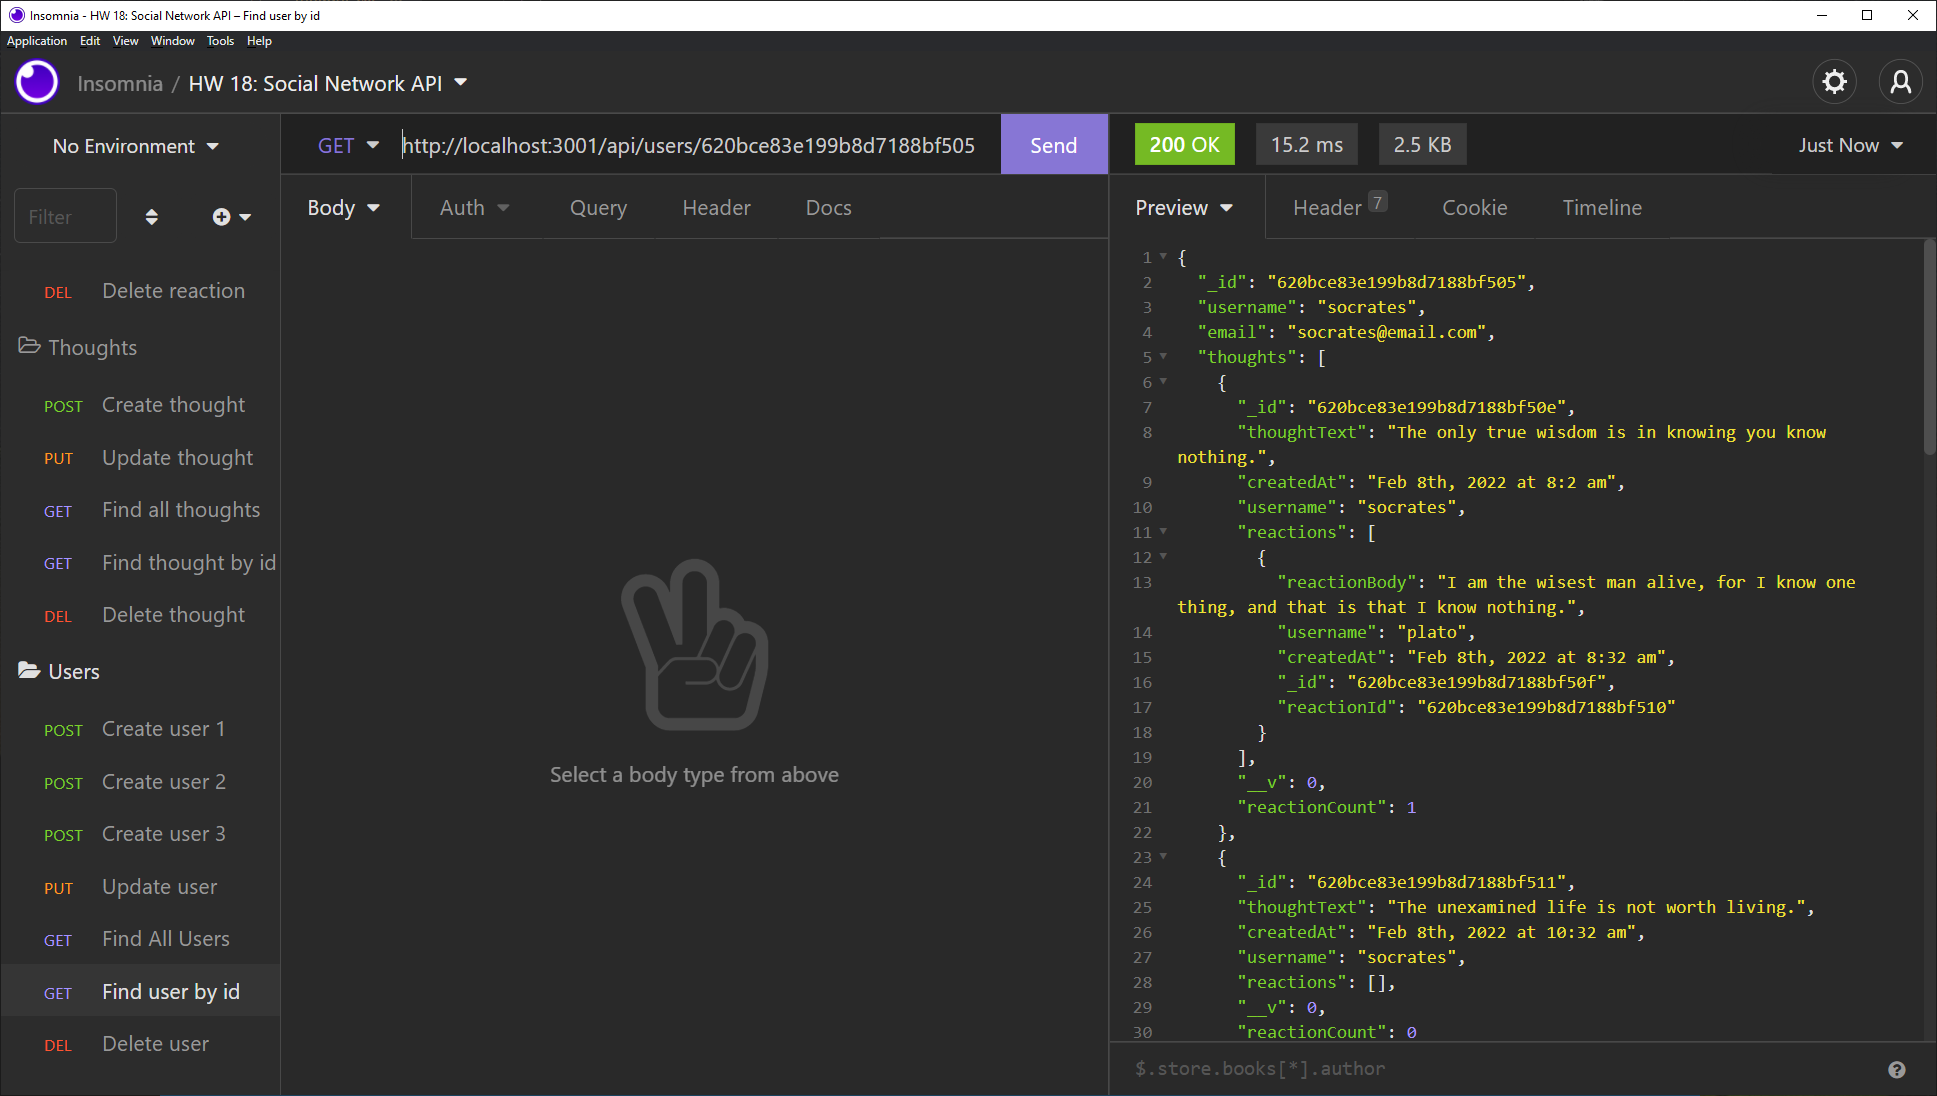 Insomnia - HW 18: Social Network API – Find user by id
Application Edit View Window Tools Help
Insomnia / HW 18: Social Network API
No Environment
GET http://localhost:3001/api/users/620bce83e199b8d7188bf505 Send
200 OK 15.2 ms 2.5 KB Just Now
Filter
Body Auth Query Header Docs
Preview Header 7 Cookie Timeline
DEL Delete reaction
Thoughts
POST Create thought
PUT Update thought
GET Find all thoughts
GET Find thought by id
DEL Delete thought
Users
POST Create user 1
POST Create user 2
POST Create user 3
PUT Update user
GET Find All Users
GET Find user by id
DEL Delete user
Select a body type from above
1 {
2 "_id": "620bce83e199b8d7188bf505",
3 "username": "socrates",
4 "email": "socrates@email.com",
5 "thoughts": [
6 {
7 "_id": "620bce83e199b8d7188bf50e",
8 "thoughtText": "The only true wisdom is in knowing you know
nothing.",
9 "createdAt": "Feb 8th, 2022 at 8:2 am",
10 "username": "socrates",
11 "reactions": [
12 {
13 "reactionBody": "I am the wisest man alive, for I know one
thing, and that is that I know nothing.",
14 "username": "plato",
15 "createdAt": "Feb 8th, 2022 at 8:32 am",
16 "_id": "620bce83e199b8d7188bf50f",
17 "reactionId": "620bce83e199b8d7188bf510"
18 }
19 ],
20 "__v": 0,
21 "reactionCount": 1
22 },
23 {
24 "_id": "620bce83e199b8d7188bf511",
25 "thoughtText": "The unexamined life is not worth living.",
26 "createdAt": "Feb 8th, 2022 at 10:32 am",
27 "username": "socrates",
28 "reactions": [],
29 "__v": 0,
30 "reactionCount": 0
$.store.books[*].author